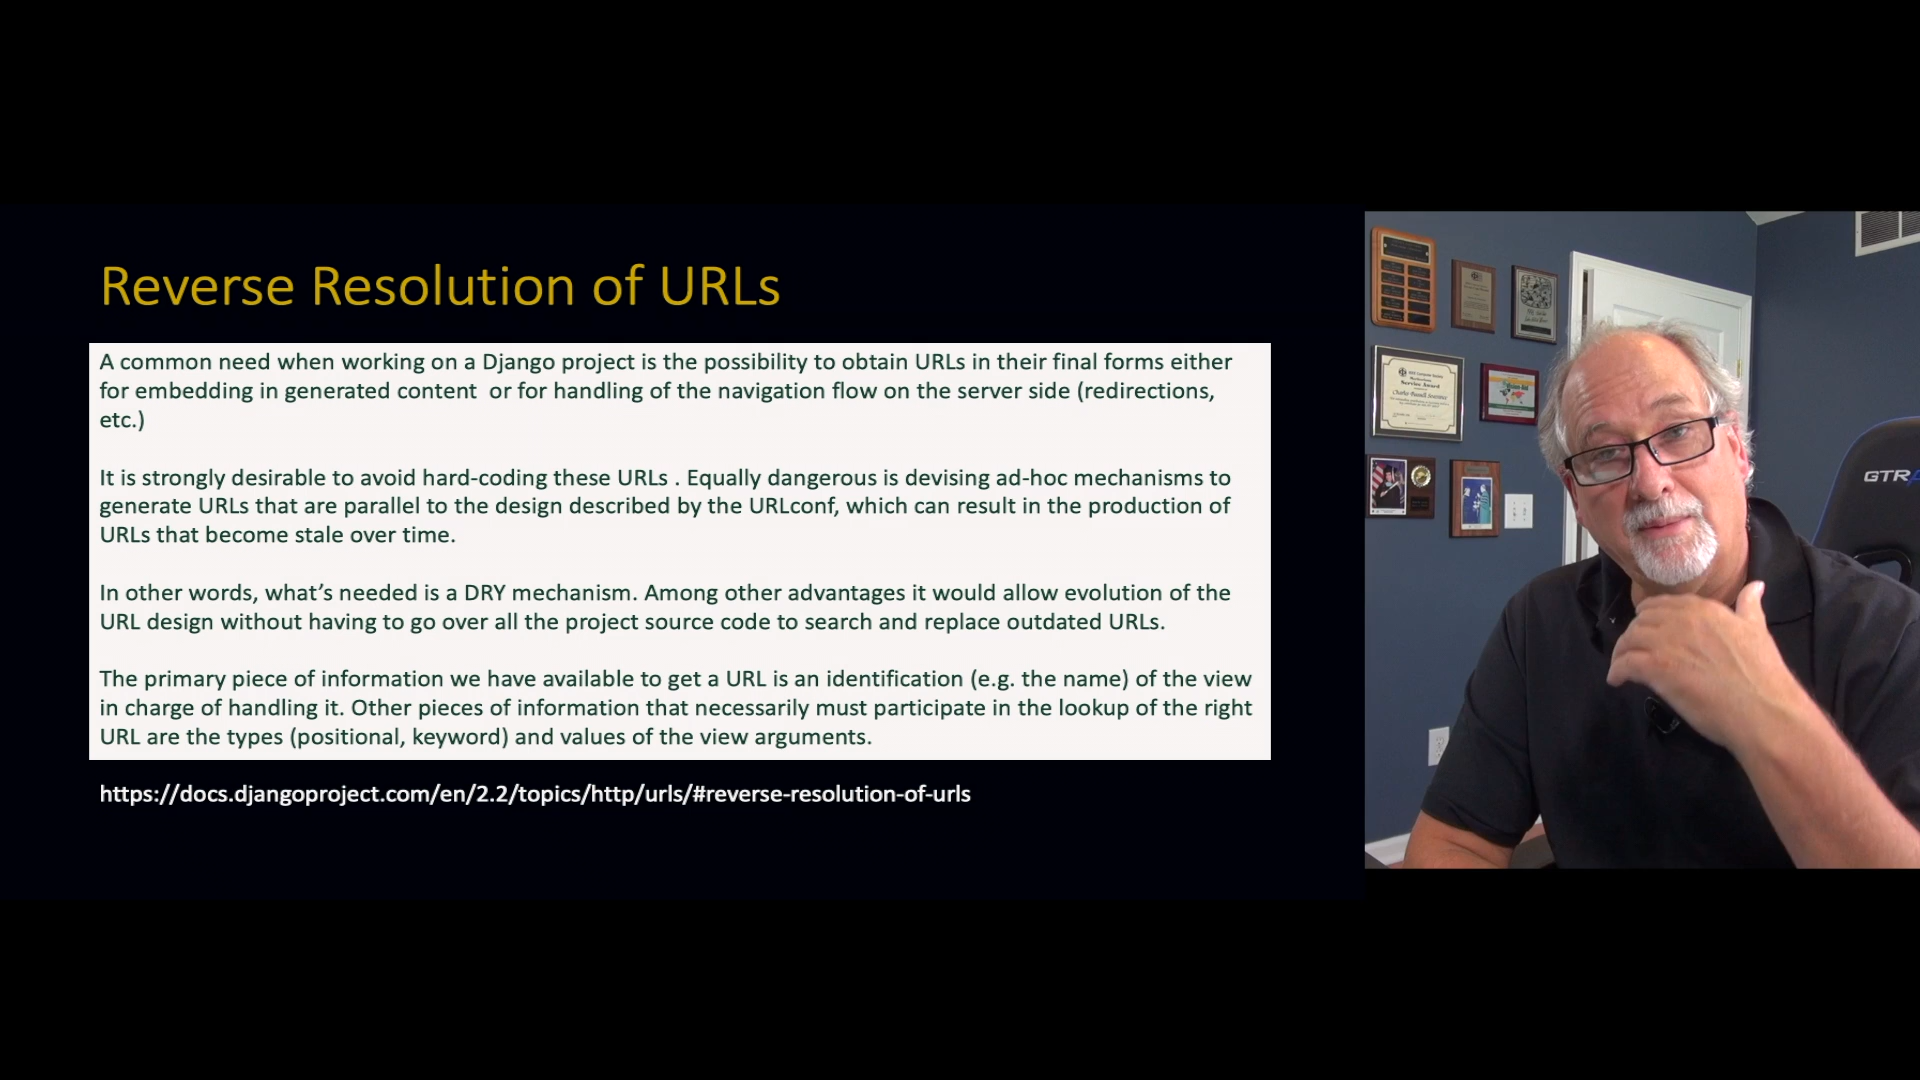 Reverse Resolution of URLs
A common need when working on a Django project is the possibility to obtain URLs in their final forms either
for embedding in generated content  or for handling of the navigation flow on the server side (redirections,
etc.)
It is strongly desirable to avoid hard-coding these URLs . Equally dangerous is devising ad-hoc mechanisms to
generate URLs that are parallel to the design described by the URLconf, which can result in the production of
URLs that become stale over time.
In other words, what’s needed is a DRY mechanism. Among other advantages it would allow evolution of the
URL design without having to go over all the project source code to search and replace outdated URLs.
The primary piece of information we have available to get a URL is an identification (e.g. the name) of the view
in charge of handling it. Other pieces of information that necessarily must participate in the lookup of the right
URL are the types (positional, keyword) and values of the view arguments.
https://docs.djangoproject.com/en/2.2/topics/http/urls/#reverse-resolution-of-urls
Service Award
GTR